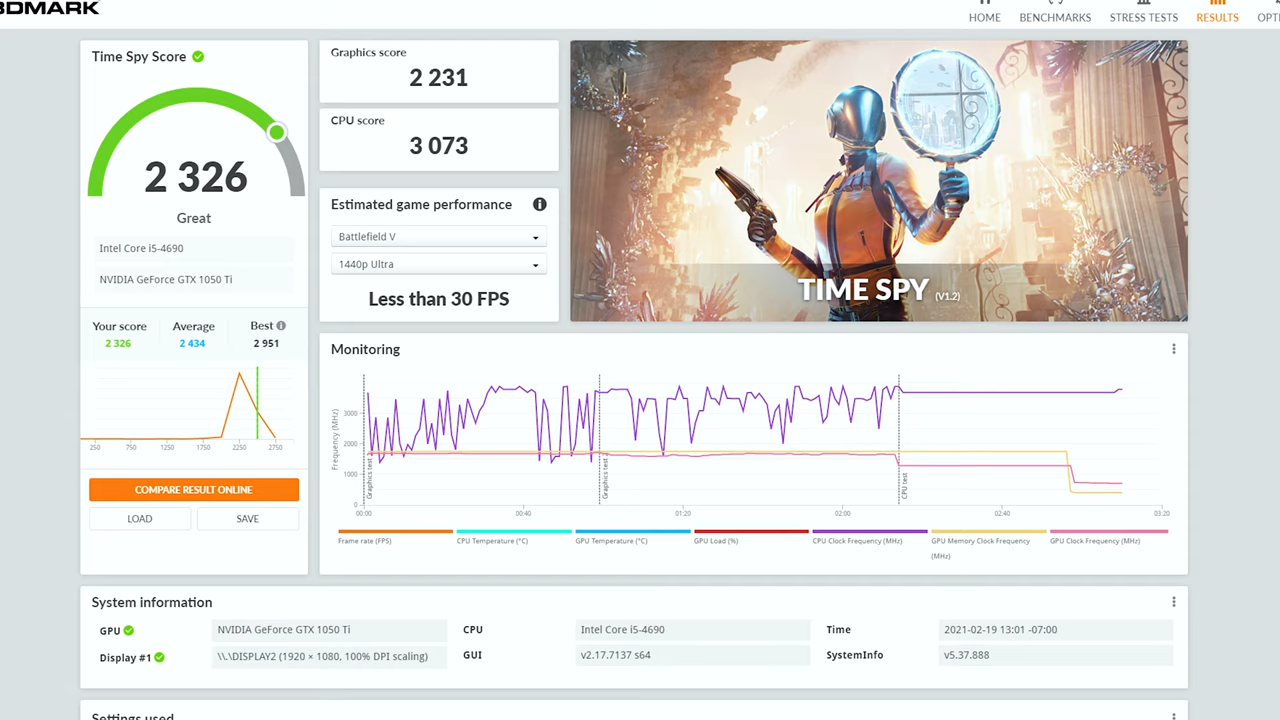 3DMARK
HOME
BENCHMARKS
STRESS TESTS
RESULTS
Time Spy Score
2 326
Great
Intel Core i5-4690
NVIDIA GeForce GTX 1050 Ti
Your score
Average
Best
2 326
2 434
2 951
250
750
1250
1750
2250
2750
COMPARE RESULT ONLINE
LOAD
SAVE
Graphics score
2 231
CPU score
3 073
Estimated game performance
Battlefield V
1440p Ultra
Less than 30 FPS
TIME SPY (V1.2)
Monitoring
Frequency (MHz)
3000
2000
1000
0
Graphics test
Graphics test
CPU test
00:00
00:40
01:20
02:00
02:40
03:20
Frame rate (FPS)
CPU Temperature (°C)
GPU Temperature (°C)
GPU Load (%)
CPU Clock Frequency (MHz)
GPU Memory Clock Frequency
(MHz)
GPU Clock Frequency (MHz)
System information
GPU
NVIDIA GeForce GTX 1050 Ti
CPU
Intel Core i5-4690
Time
2021-02-19 13:01 -07:00
Display #1
\\.\DISPLAY2 (1920 × 1080, 100% DPI scaling)
GUI
v2.17.7137 s64
SystemInfo
v5.37.888
Settings used